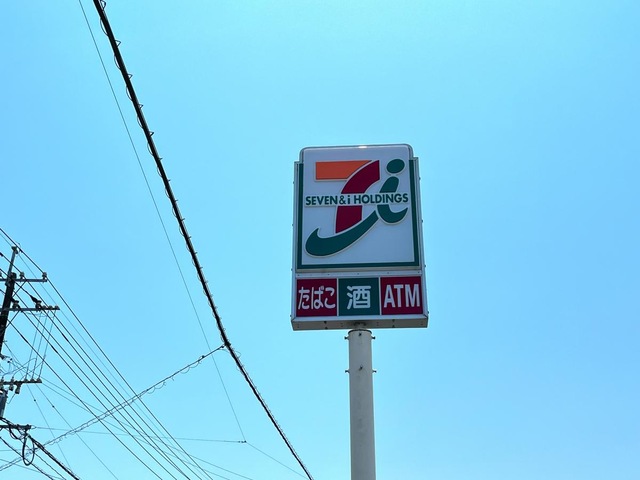 SEVEN&i HOLDINGS
たばこ 酒 ATM